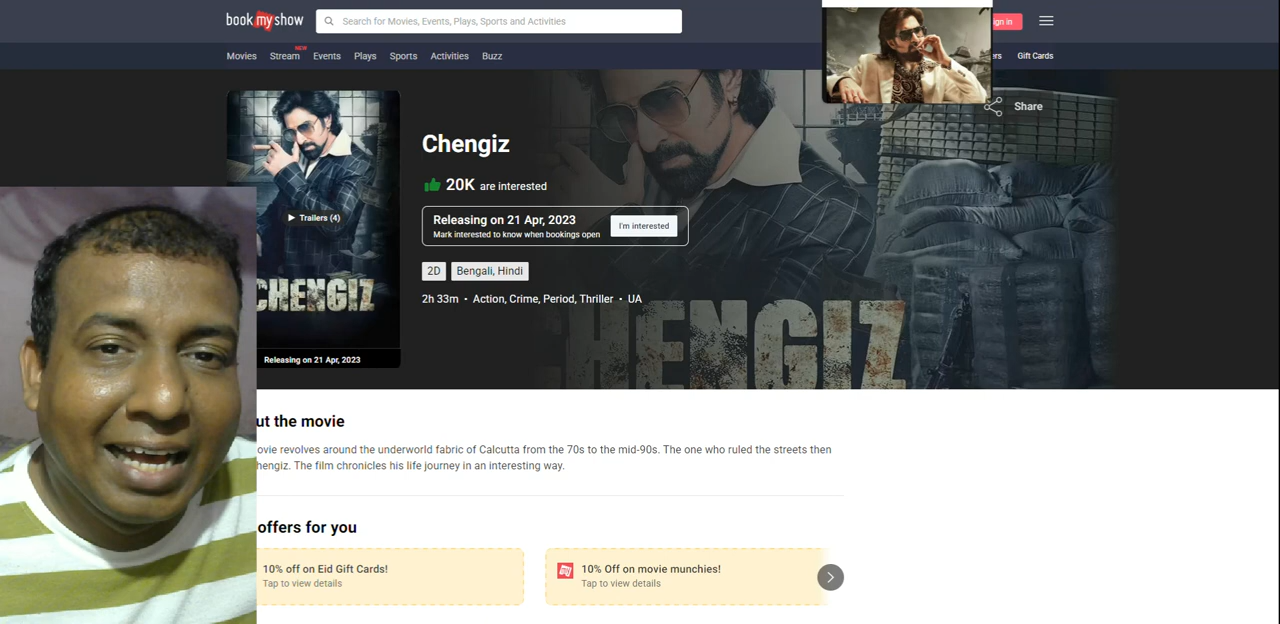 book my show
Search for Movies, Events, Plays, Sports and Activities
ign in
Movies
Stream
NEW
Events
Plays
Sports
Activities
Buzz
ers
Gift Cards
Share
Chengiz
20K are interested
Releasing on 21 Apr, 2023
Mark interested to know when bookings open
I'm interested
2D
Bengali, Hindi
2h 33m • Action, Crime, Period, Thriller • UA
Trailers (4)
CHENGIZ
Releasing on 21 Apr, 2023
CHENGIZ
ut the movie
ovie revolves around the underworld fabric of Calcutta from the 70s to the mid-90s. The one who ruled the streets then
hengiz. The film chronicles his life journey in an interesting way.
offers for you
10% off on Eid Gift Cards!
Tap to view details
my
10% Off on movie munchies!
Tap to view details